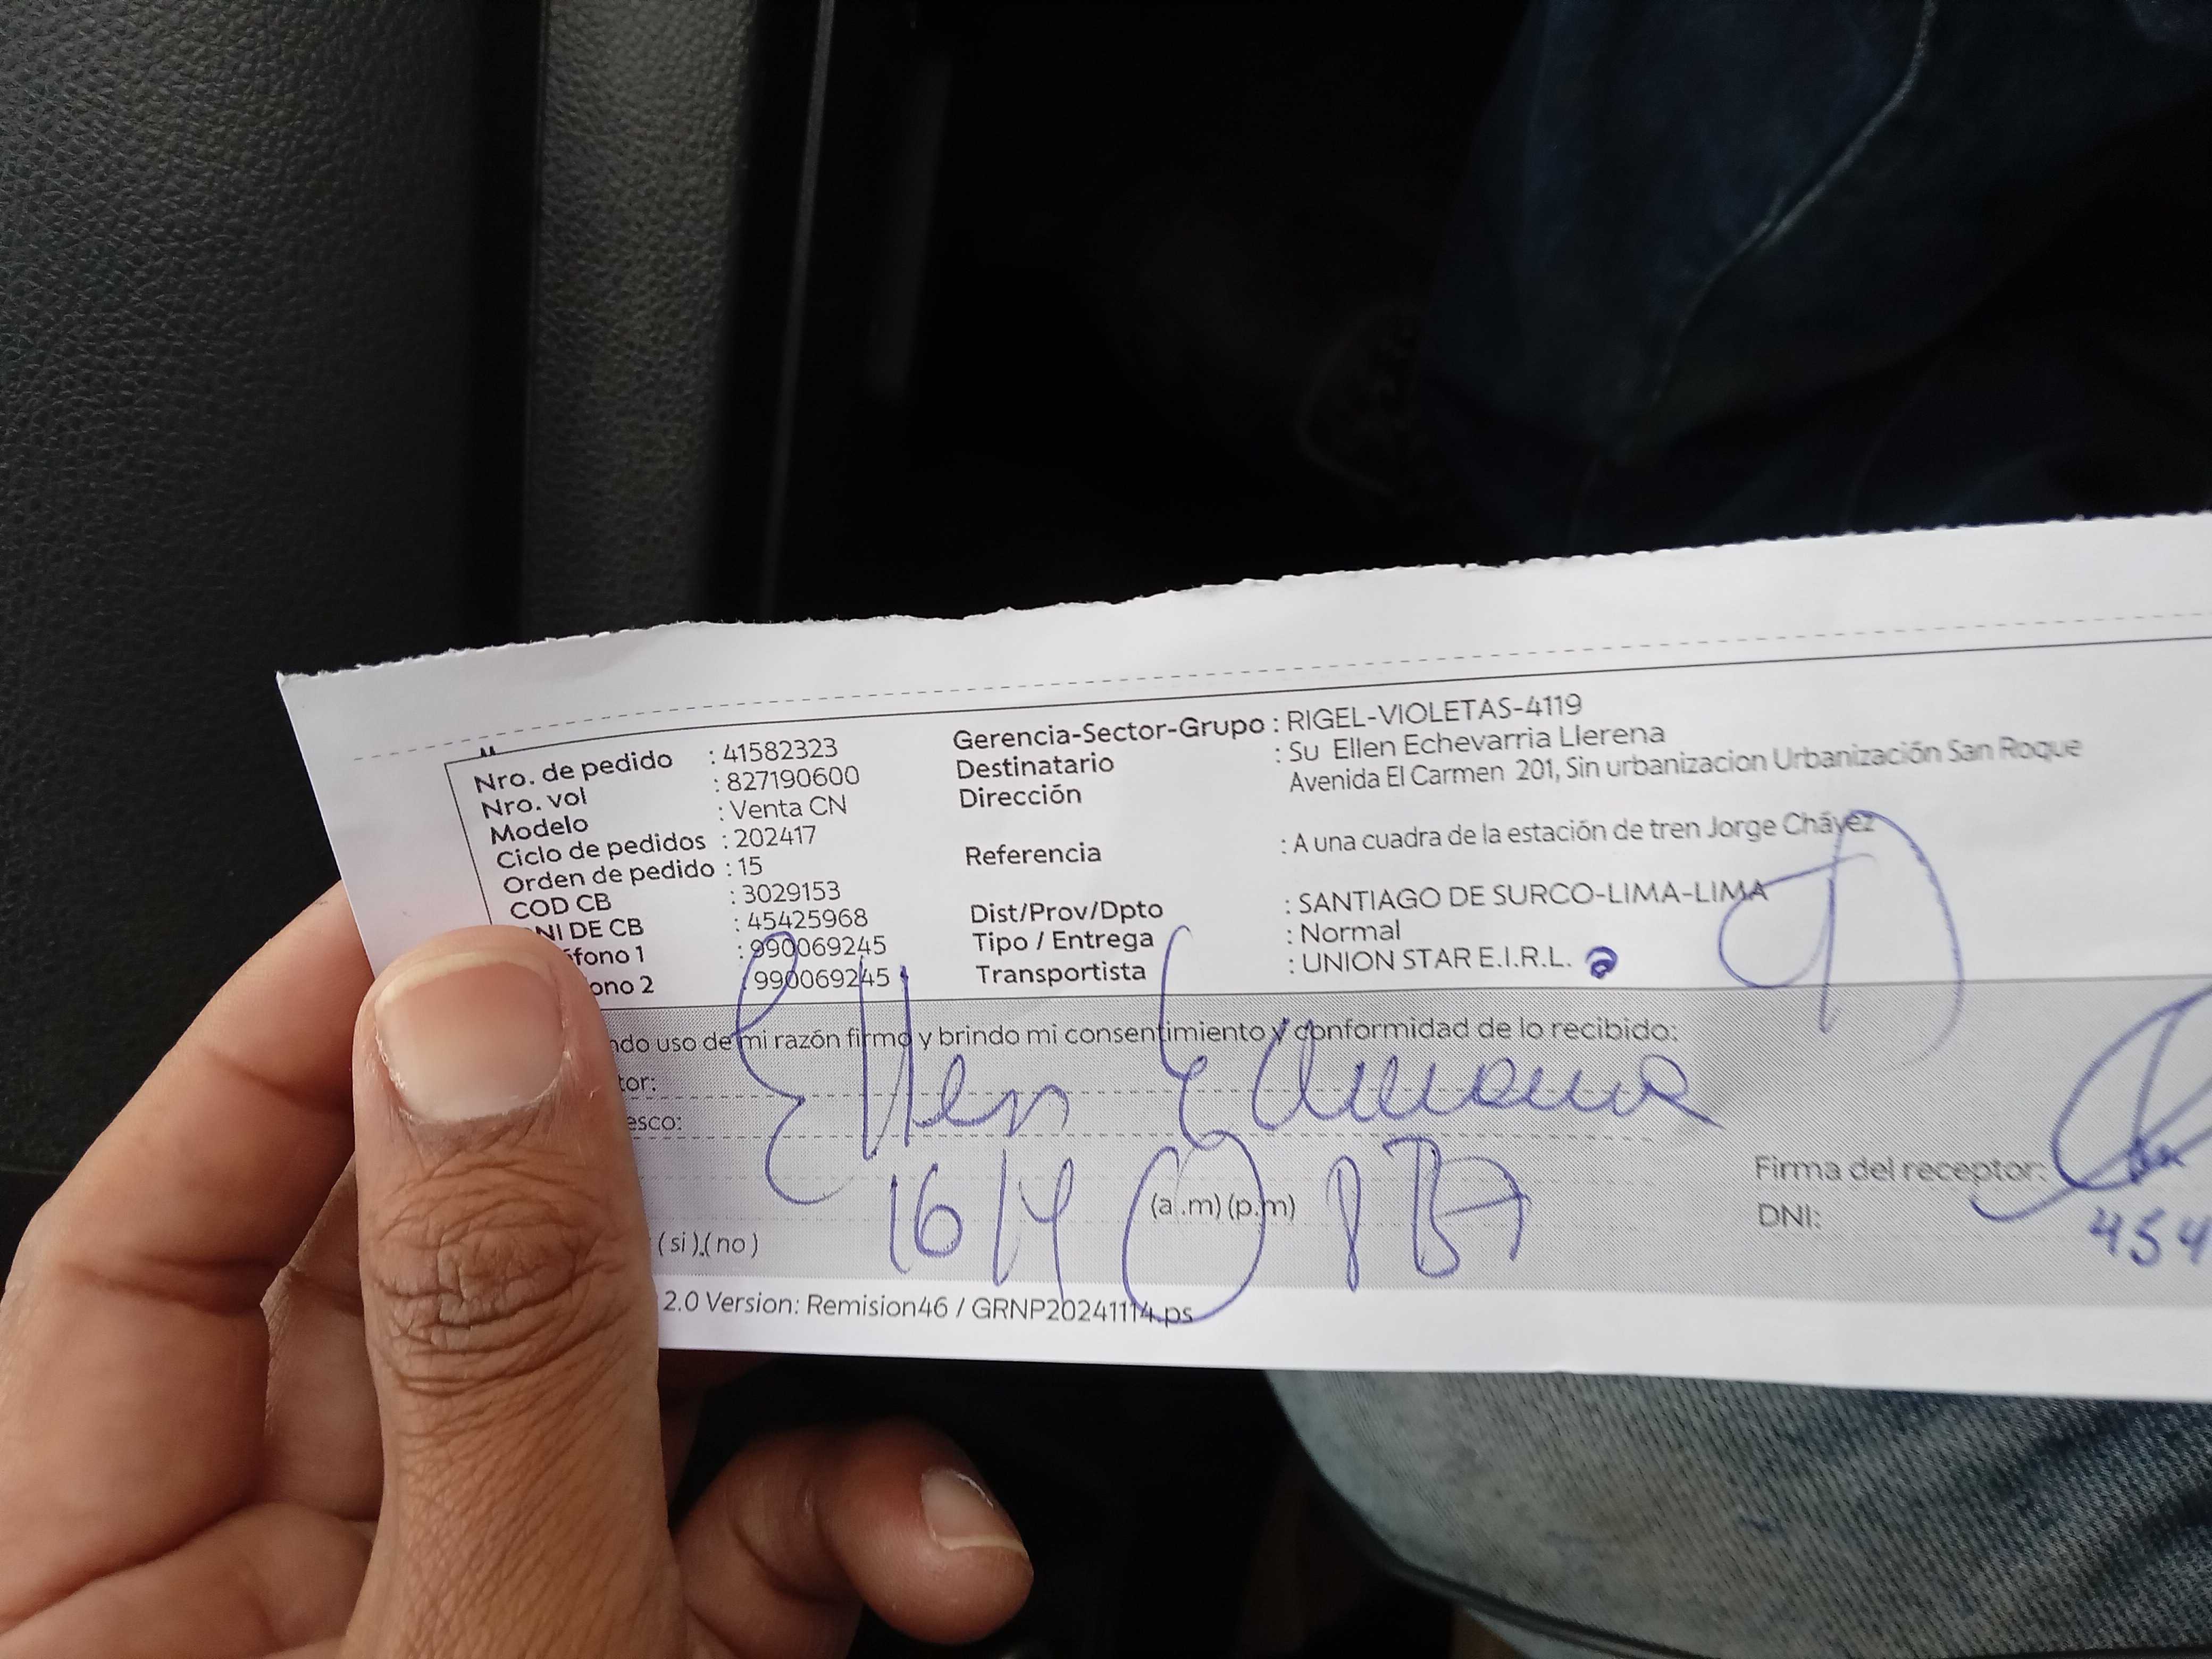 Nro. de pedido : 41582323
Nro. vol : 827190600
Modelo : Venta CN
Ciclo de pedidos : 202417
Orden de pedido : 15
COD CB : 3029153
NI DE CB : 45425968
éfono 1 : 990069245
ono 2 : 990069245
Gerencia-Sector-Grupo : RIGEL-VIOLETAS-4119
Destinatario : Su Ellen Echevarria Llerena
Dirección Avenida El Carmen 201, Sin urbanizacion Urbanización San Roque
Referencia : A una cuadra de la estación de tren Jorge Chávez
Dist/Prov/Dpto : SANTIAGO DE SURCO-LIMA-LIMA
Tipo / Entrega : Normal
Transportista : UNION STAR E.I.R.L.
ndo uso de mi razón firmo y brindo mi consentimiento y conformidad de lo recibido:
tor: Ellen
esco:
16/4 (a.m) (p.m)
(si).(no)
Firma del receptor:
DNI: 454
2.0 Version: Remision46 / GRNP20241114.ps